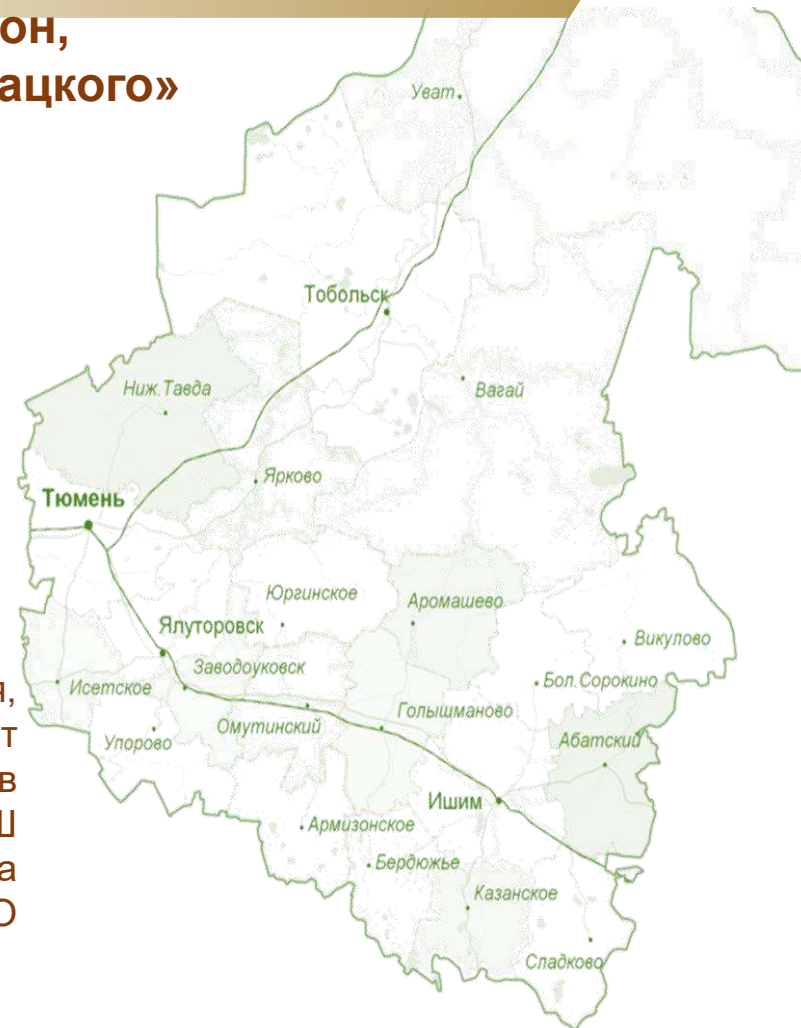 он,
ацкого»
Уват
Тобольск
Ниж.Тавда
Вагай
Ярково
Тюмень
Юргинское
Аромашево
Ялуторовск
Викулово
Заводоуковск
Исетское
Бол.Сорокино
Омутинский
Голышманово
Упорово
Абатский
Ишим
Армизонское
Бердюжье
Казанское
Сладково
я,
т
в
Ш
а
О